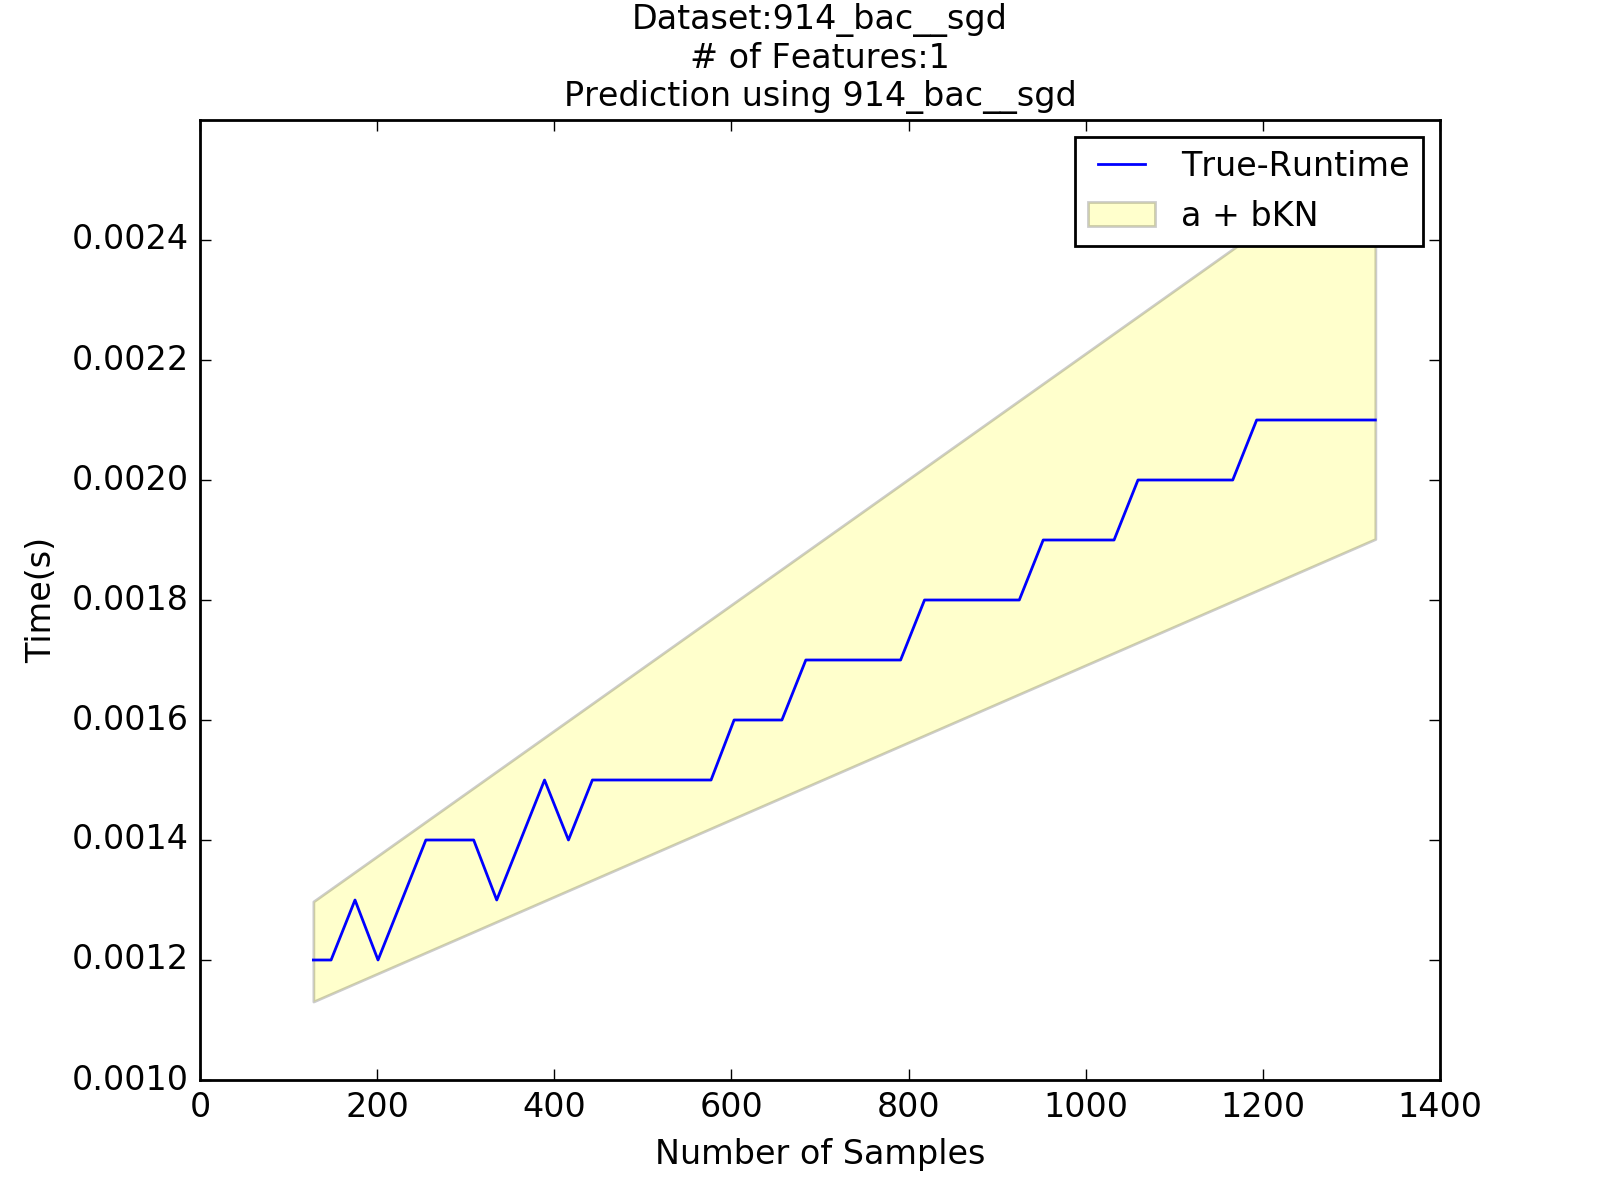 Dataset:914_bac__sgd
# of Features:1
Prediction using 914_bac__sgd
True-Runtime
a + bKN
0.0024
0.0022
0.0020
0.0018
0.0016
0.0014
0.0012
0.0010
Time(s)
0 200 400 600 800 1000 1200 1400
Number of Samples